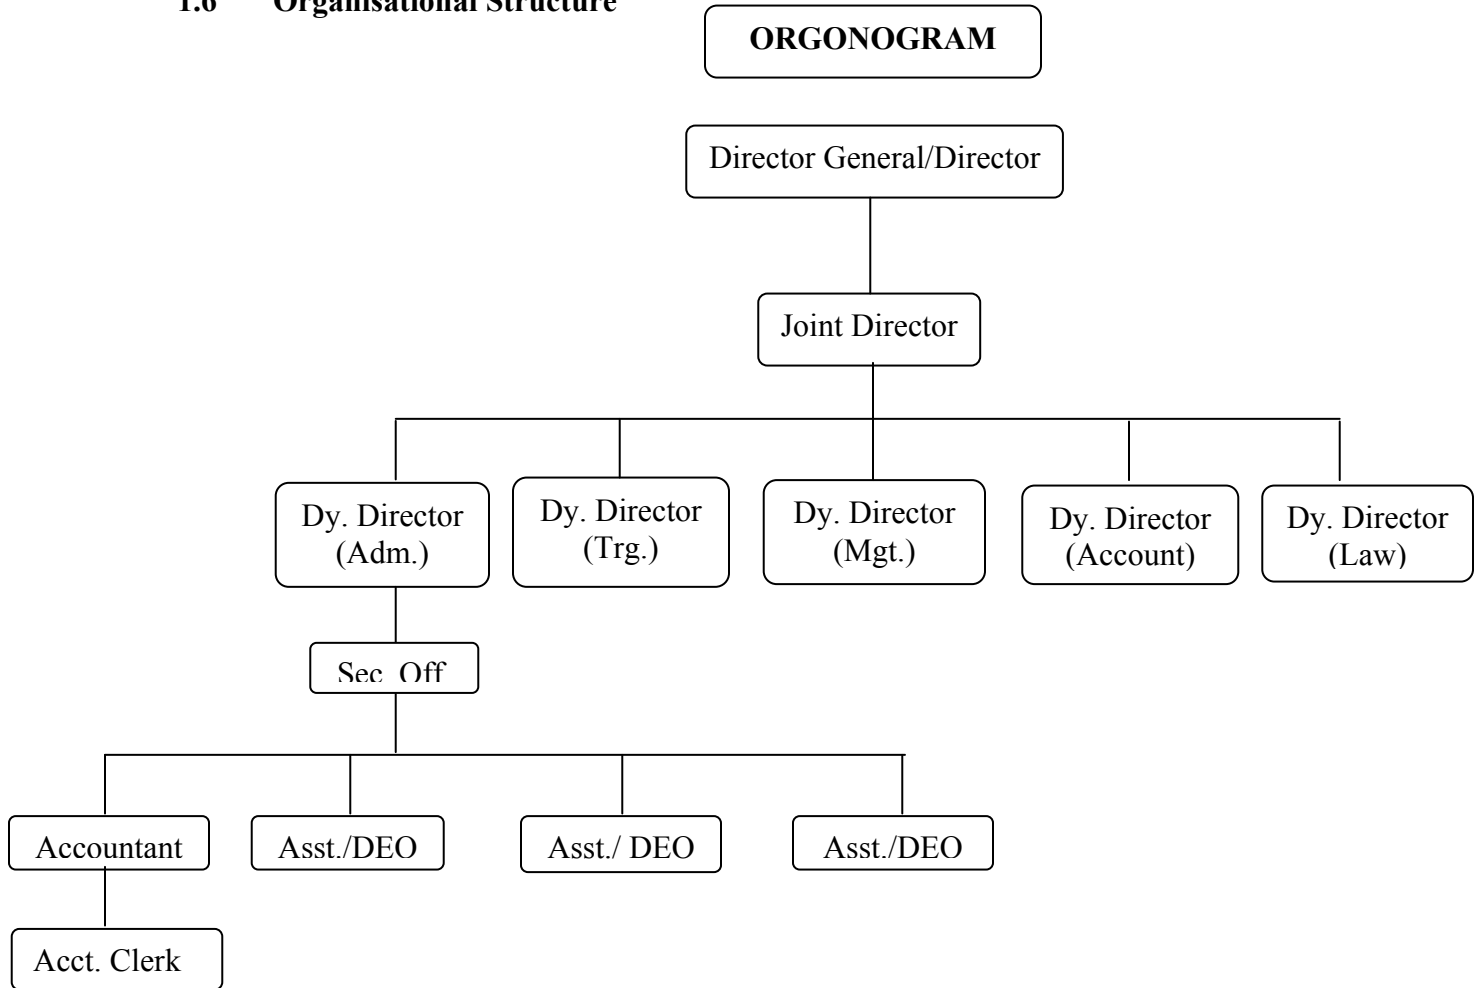 1.6 Organisational Structure
ORGONOGRAM
Director General/Director
Joint Director
Dy. Director
(Adm.)
Dy. Director
(Trg.)
Dy. Director
(Mgt.)
Dy. Director
(Account)
Dy. Director
(Law)
Sec. Off
Accountant
Asst./DEO
Asst./ DEO
Asst./DEO
Acct. Clerk